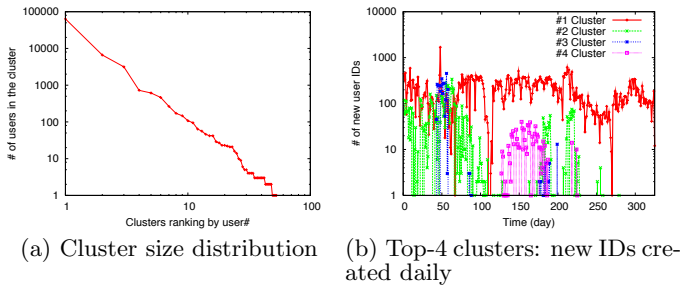 100000
10000
1000
100
10
1
1
10
100
# of users in the cluster
Clusters ranking by user#
(a) Cluster size distribution
10000
1000
100
10
1
0
50
100
150
200
250
300
# of new user IDs
Time (day)
#1 Cluster
#2 Cluster
#3 Cluster
#4 Cluster
(b) Top-4 clusters: new IDs cre-
ated daily